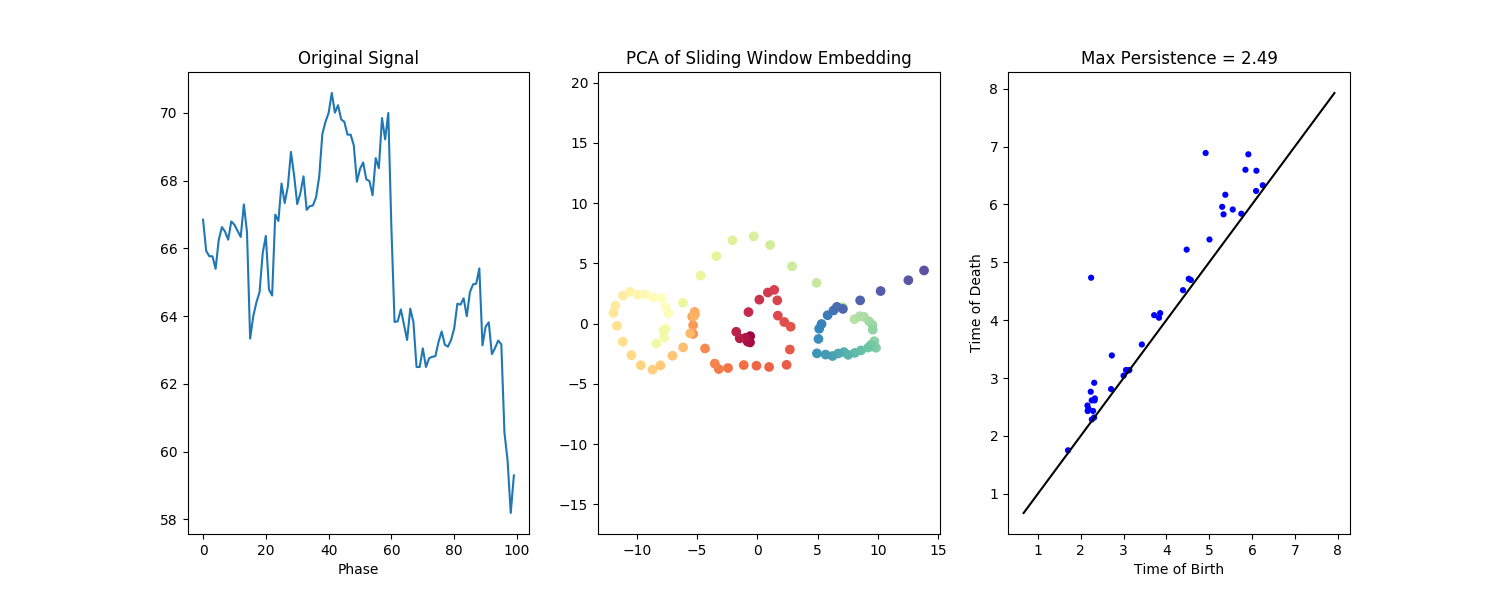 Original Signal
70
68
66
64
62
60
58
0 20 40 60 80 100
Phase
PCA of Sliding Window Embedding
20
15
10
5
0
−5
−10
−15
−10 −5 0 5 10 15
Max Persistence = 2.49
8
7
6
5
4
3
2
1
Time of Death
1 2 3 4 5 6 7 8
Time of Birth